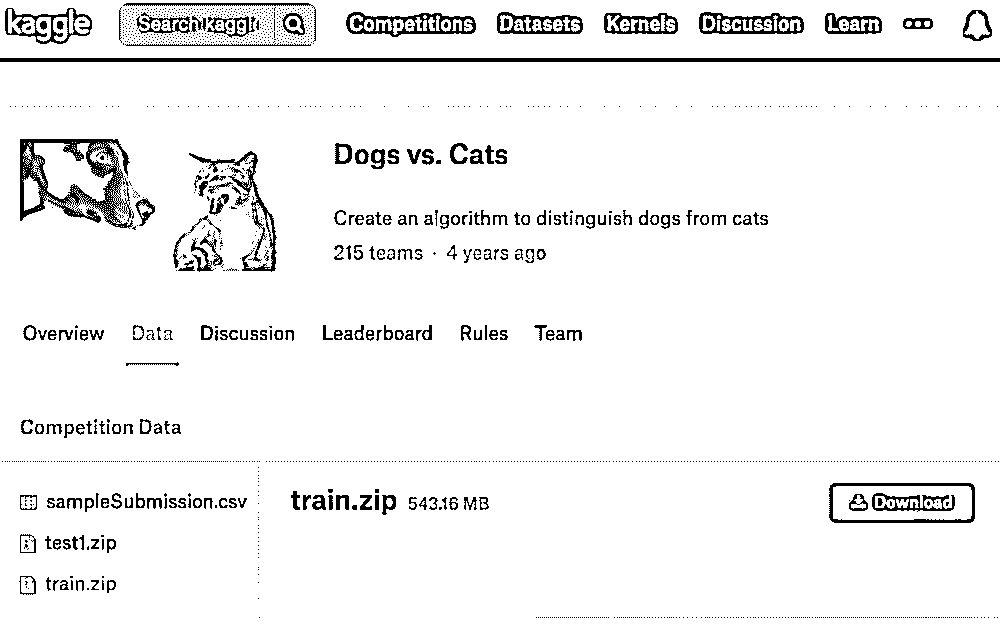 kaggle Search kaggle Competitions Datasets Kernels Discussion Learn
Dogs vs. Cats
Create an algorithm to distinguish dogs from cats
215 teams · 4 years ago
Overview Data Discussion Leaderboard Rules Team
Competition Data
sampleSubmission.csv train.zip 543.16 MB Download
test1.zip
train.zip